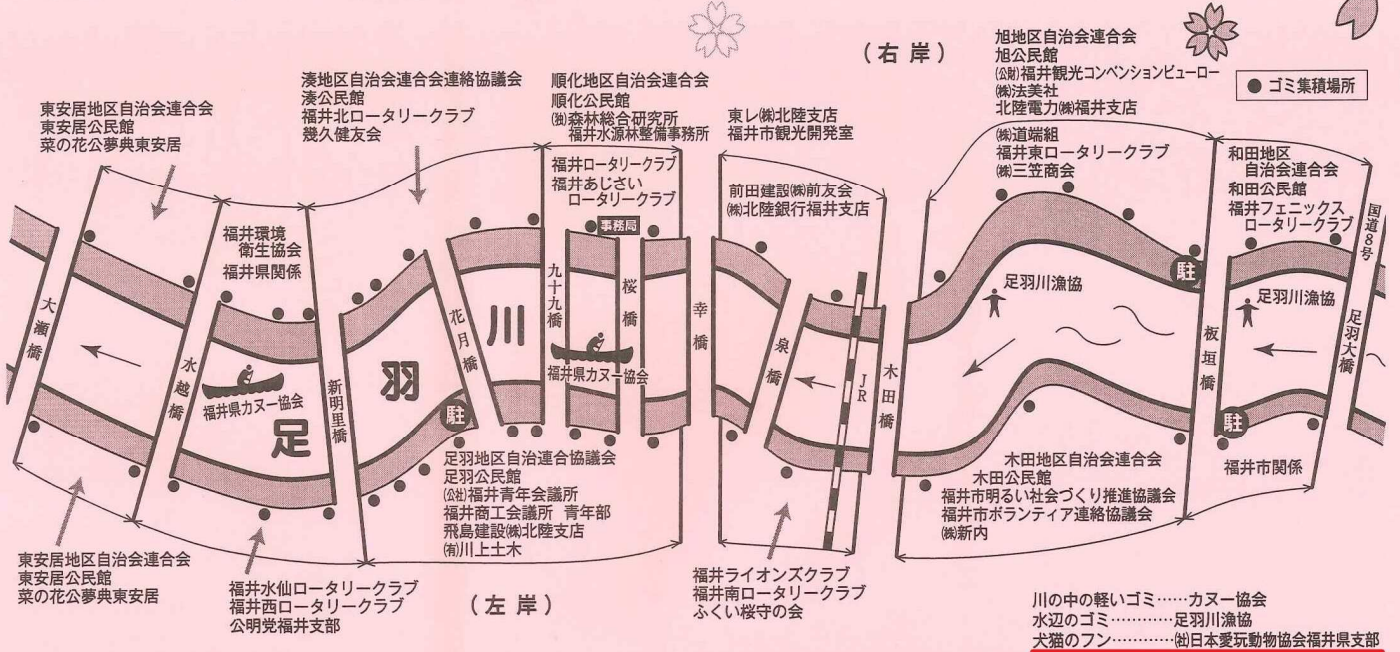 (右岸)
東安居地区自治会連合会
東安居公民館
菜の花公夢典東安居
湊地区自治会連合会連絡協議会
湊公民館
福井北ロータリークラブ
幾久健友会
順化地区自治会連合会
順化公民館
㈱森林総合研究所
福井水源林整備事務所
福井ロータリークラブ
福井あじさい
ロータリークラブ
東レ㈱北陸支店
福井市観光開発室
前田建設㈱前友会
㈱北陸銀行福井支店
旭地区自治会連合会
旭公民館
(公財)福井観光コンベンションビューロー
㈱法美社
北陸電力㈱福井支店
㈱道端組
福井東ロータリークラブ
㈱三笠商会
●ゴミ集積場所
和田地区
自治会連合会
和田公民館
福井フェニックス
ロータリークラブ
国道8号
福井環境
衛生協会
福井県関係
事務局
大瀬橋
水越橋
新明里橋
花月橋
九十九橋
桜橋
幸橋
泉橋
JR
木田橋
板垣橋
足羽大橋
足羽川
福井県カヌー協会
福井県カヌー協会
足羽川漁協
足羽川漁協
駐
駐
駐
東安居地区自治会連合会
東安居公民館
菜の花公夢典東安居
福井水仙ロータリークラブ
福井西ロータリークラブ
公明党福井支部
足羽地区自治連合協議会
足羽公民館
(公社)福井青年会議所
福井商工会議所 青年部
飛島建設㈱北陸支店
㈲川上土木
(左岸)
福井ライオンズクラブ
福井南ロータリークラブ
ふくい桜守の会
木田地区自治会連合会
木田公民館
福井市明るい社会づくり推進協議会
福井市ボランティア連絡協議会
㈱新内
福井市関係
川の中の軽いゴミ……カヌー協会
水辺のゴミ…………足羽川漁協
犬猫のフン…………㈳日本愛玩動物協会福井県支部